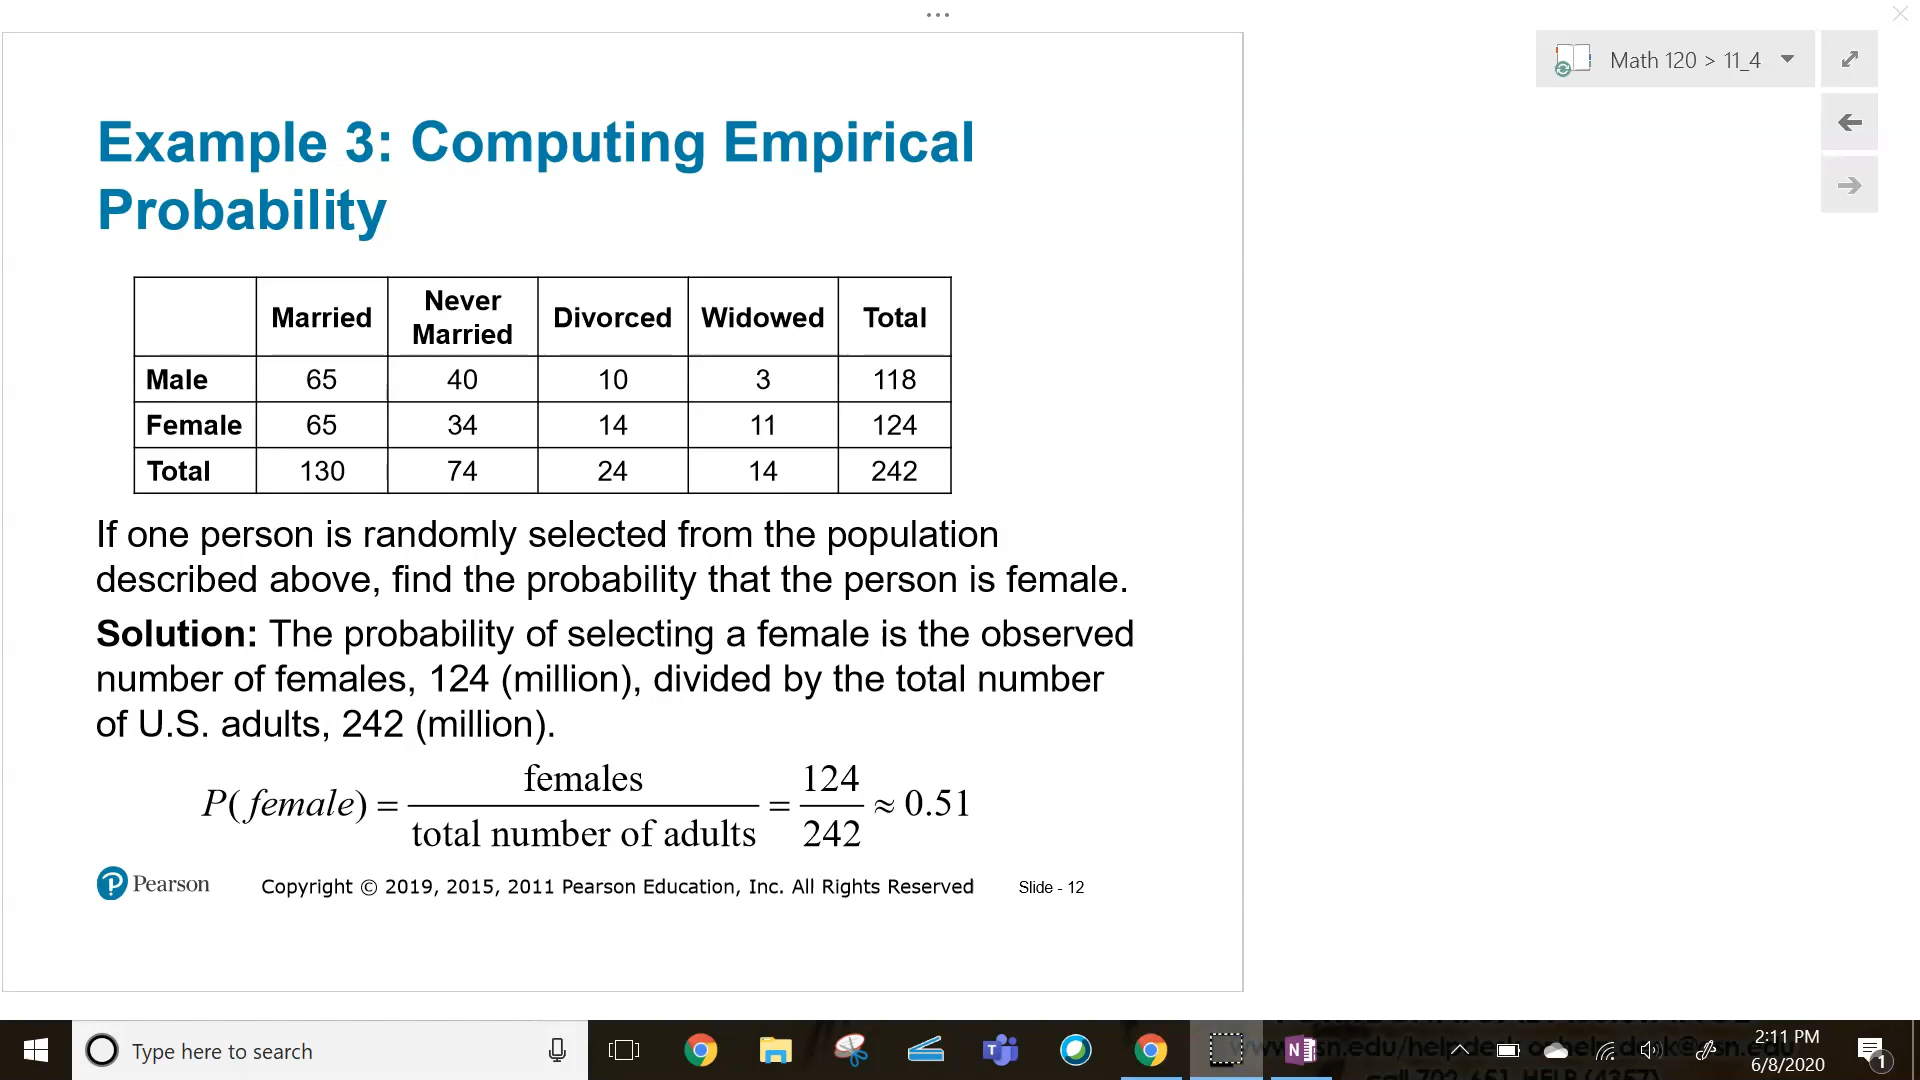 Math 120 > 11_4
Example 3: Computing Empirical
Probability
Married Never Married Divorced Widowed Total
Male 65 40 10 3 118
Female 65 34 14 11 124
Total 130 74 24 14 242
If one person is randomly selected from the population
described above, find the probability that the person is female.
Solution: The probability of selecting a female is the observed
number of females, 124 (million), divided by the total number
of U.S. adults, 242 (million).
P(female) = females / total number of adults = 124 / 242 ≈ 0.51
Pearson Copyright © 2019, 2015, 2011 Pearson Education, Inc. All Rights Reserved Slide - 12
Type here to search
2:11 PM
6/8/2020
1